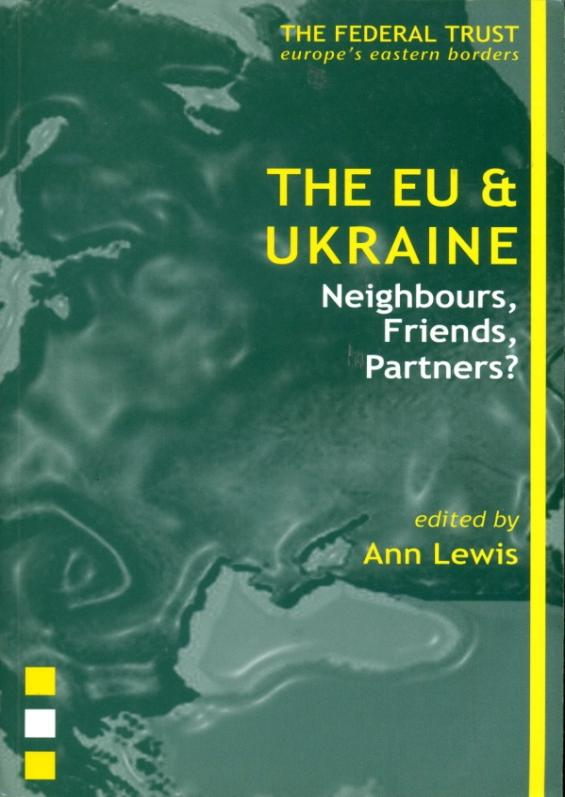 THE FEDERAL TRUST
europe's eastern borders
THE EU &
UKRAINE
Neighbours,
Friends,
Partners?
edited by
Ann Lewis